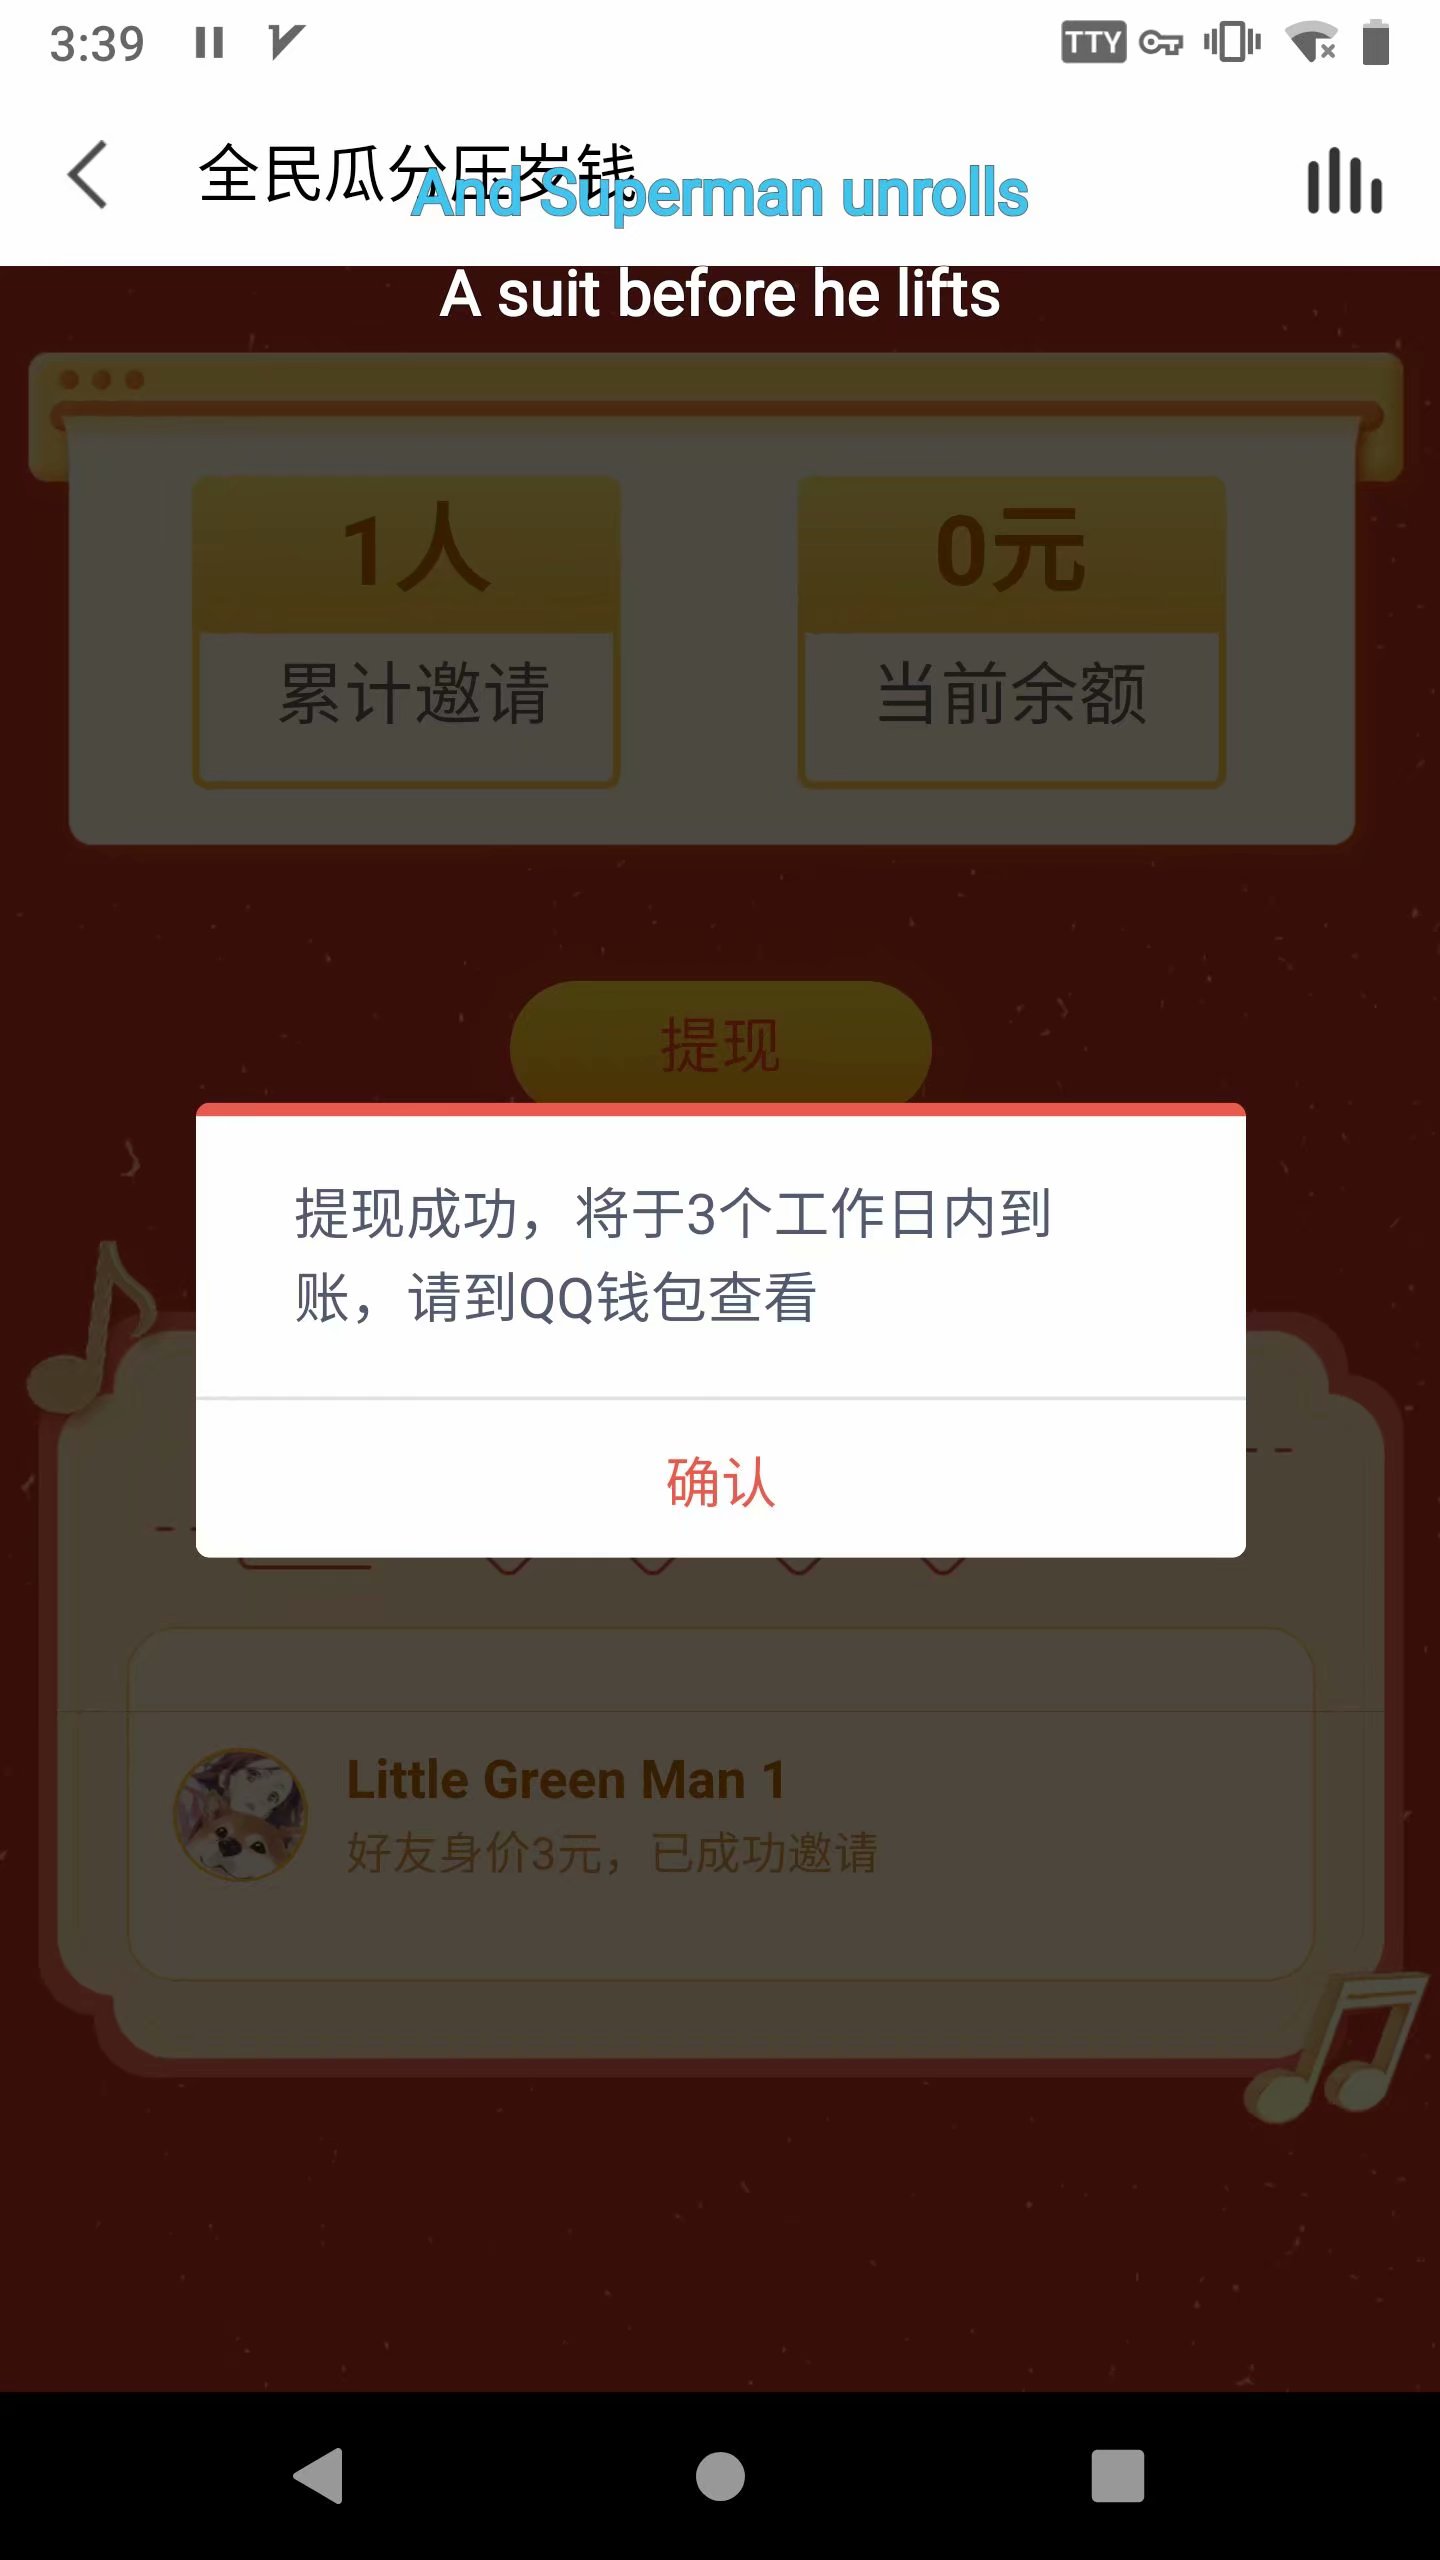 3:39
TTY
全民瓜分压岁钱
And Superman unrolls
A suit before he lifts
1人
0元
累计邀请
当前余额
提现
提现成功，将于3个工作日内到
账，请到QQ钱包查看
确认
Little Green Man 1
好友身价3元，已成功邀请